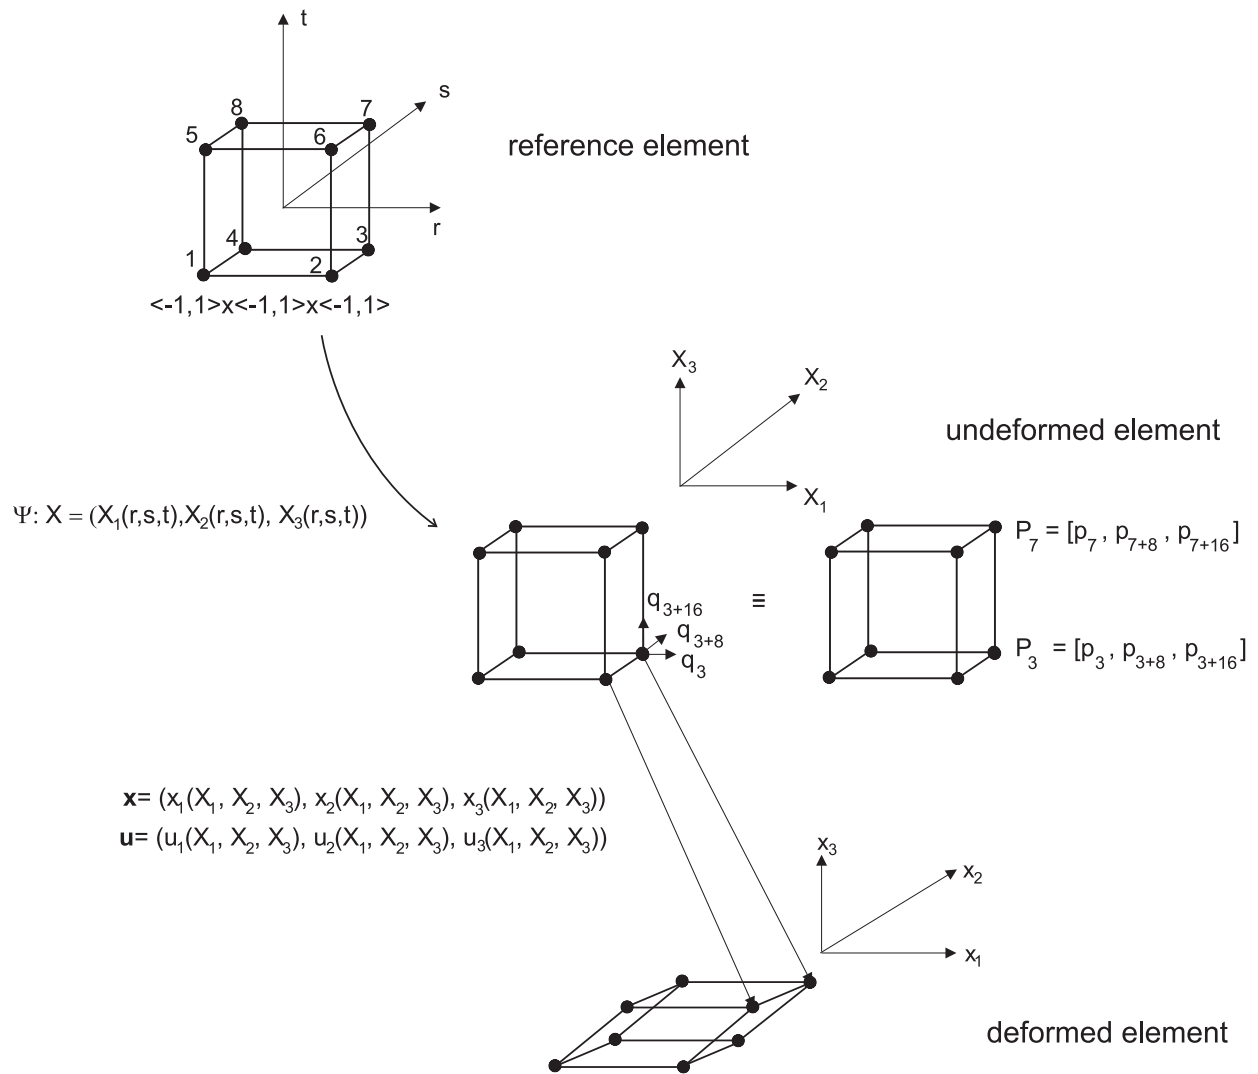 t
s
8 7
5 6
reference element
r
4 3
1 2
<-1,1>x<-1,1>x<-1,1>
X₃
X₂
undeformed element
X₁
Ψ: X = (X₁(r,s,t),X₂(r,s,t), X₃(r,s,t))
P₇ = [p₇ , p₇₊₈ , p₇₊₁₆]
q₃₊₁₆ ≡
q₃₊₈
q₃
P₃ = [p₃ , p₃₊₈ , p₃₊₁₆]
x= (x₁(X₁, X₂, X₃), x₂(X₁, X₂, X₃), x₃(X₁, X₂, X₃))
u= (u₁(X₁, X₂, X₃), u₂(X₁, X₂, X₃), u₃(X₁, X₂, X₃))
x₃
x₂
x₁
deformed element